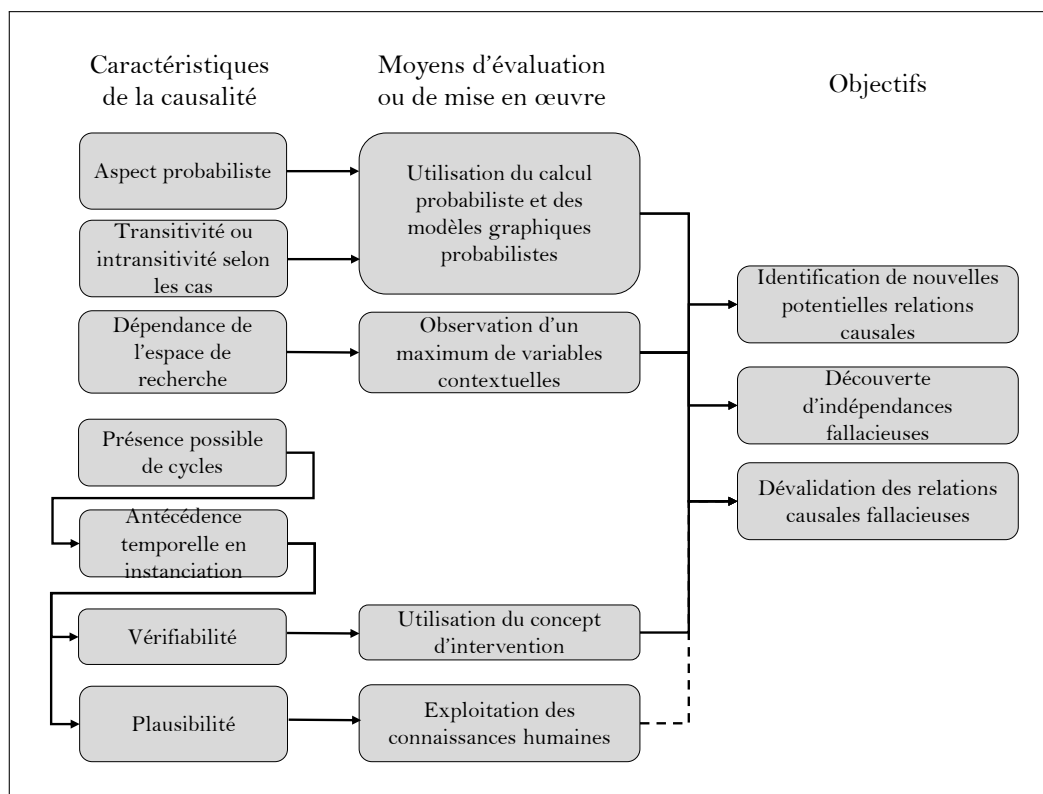 Caractéristiques
de la causalité
Moyens d'évaluation
ou de mise en œuvre
Objectifs
Aspect probabiliste
Utilisation du calcul
probabiliste et des
modèles graphiques
probabilistes
Transitivité ou
intransitivité selon
les cas
Identification de nouvelles
potentielles relations
causales
Dépendance de
l'espace de
recherche
Observation d'un
maximum de variables
contextuelles
Découverte
d'indépendances
fallacieuses
Présence possible
de cycles
Dévalidation des relations
causales fallacieuses
Antécédence
temporelle en
instanciation
Vérifiabilité
Utilisation du concept
d'intervention
Plausibilité
Exploitation des
connaissances humaines